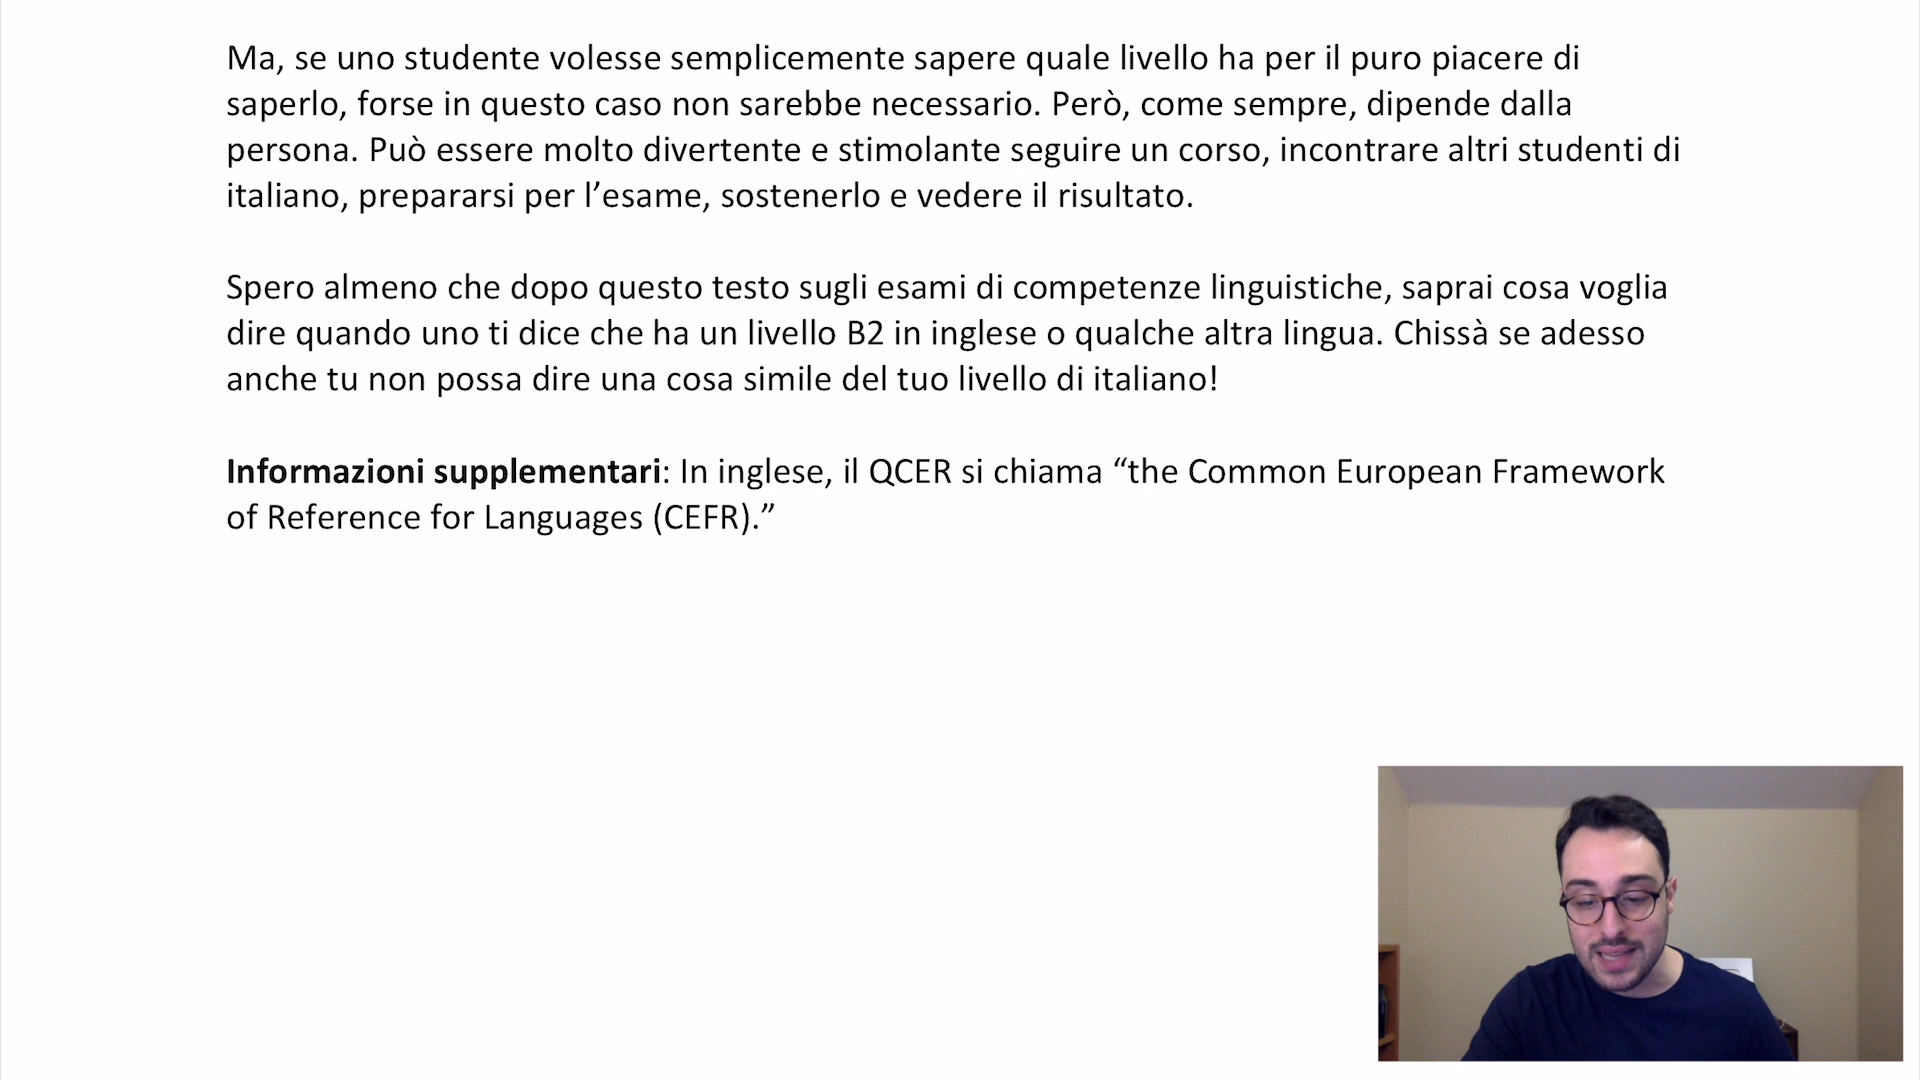 Ma, se uno studente volesse semplicemente sapere quale livello ha per il puro piacere di
saperlo, forse in questo caso non sarebbe necessario. Però, come sempre, dipende dalla
persona. Può essere molto divertente e stimolante seguire un corso, incontrare altri studenti di
italiano, prepararsi per l’esame, sostenerlo e vedere il risultato.
Spero almeno che dopo questo testo sugli esami di competenze linguistiche, saprai cosa voglia
dire quando uno ti dice che ha un livello B2 in inglese o qualche altra lingua. Chissà se adesso
anche tu non possa dire una cosa simile del tuo livello di italiano!
Informazioni supplementari: In inglese, il QCER si chiama “the Common European Framework
of Reference for Languages (CEFR).”